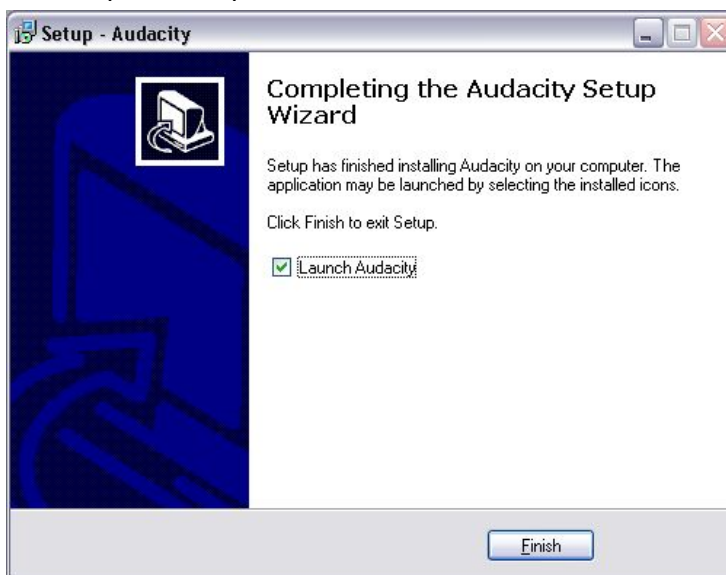 Setup - Audacity
Completing the Audacity Setup
Wizard
Setup has finished installing Audacity on your computer. The
application may be launched by selecting the installed icons.
Click Finish to exit Setup.
Launch Audacity
Finish